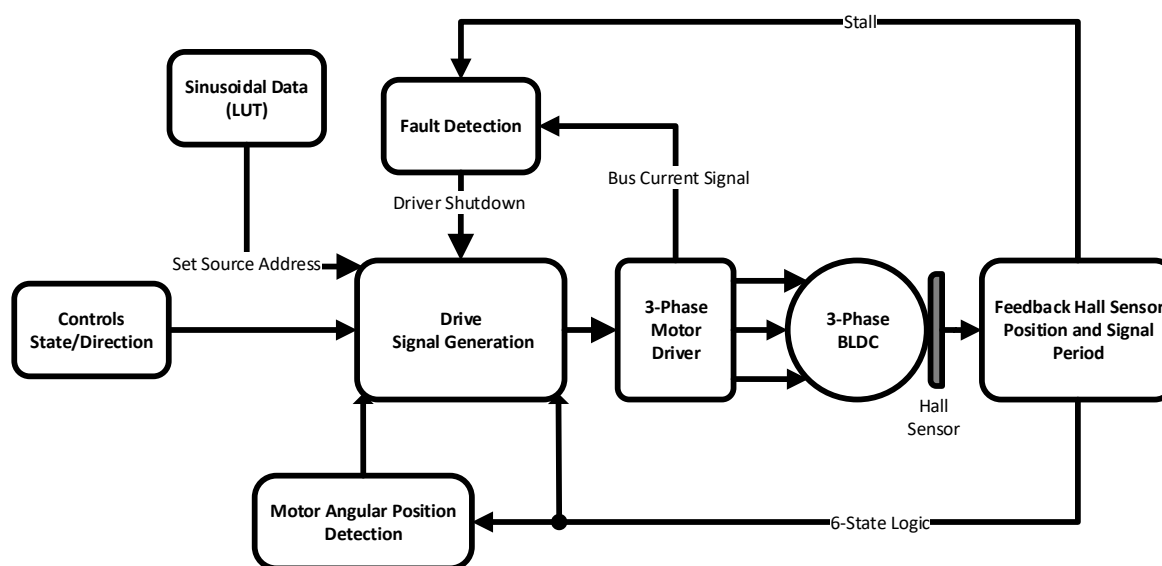 Stall
Sinusoidal Data
(LUT)
Fault Detection
Bus Current Signal
Driver Shutdown
Set Source Address
Controls
State/Direction
Drive
Signal Generation
3-Phase
Motor
Driver
3-Phase
BLDC
Feedback Hall Sensor
Position and Signal
Period
Hall
Sensor
Motor Angular Position
Detection
6-State Logic